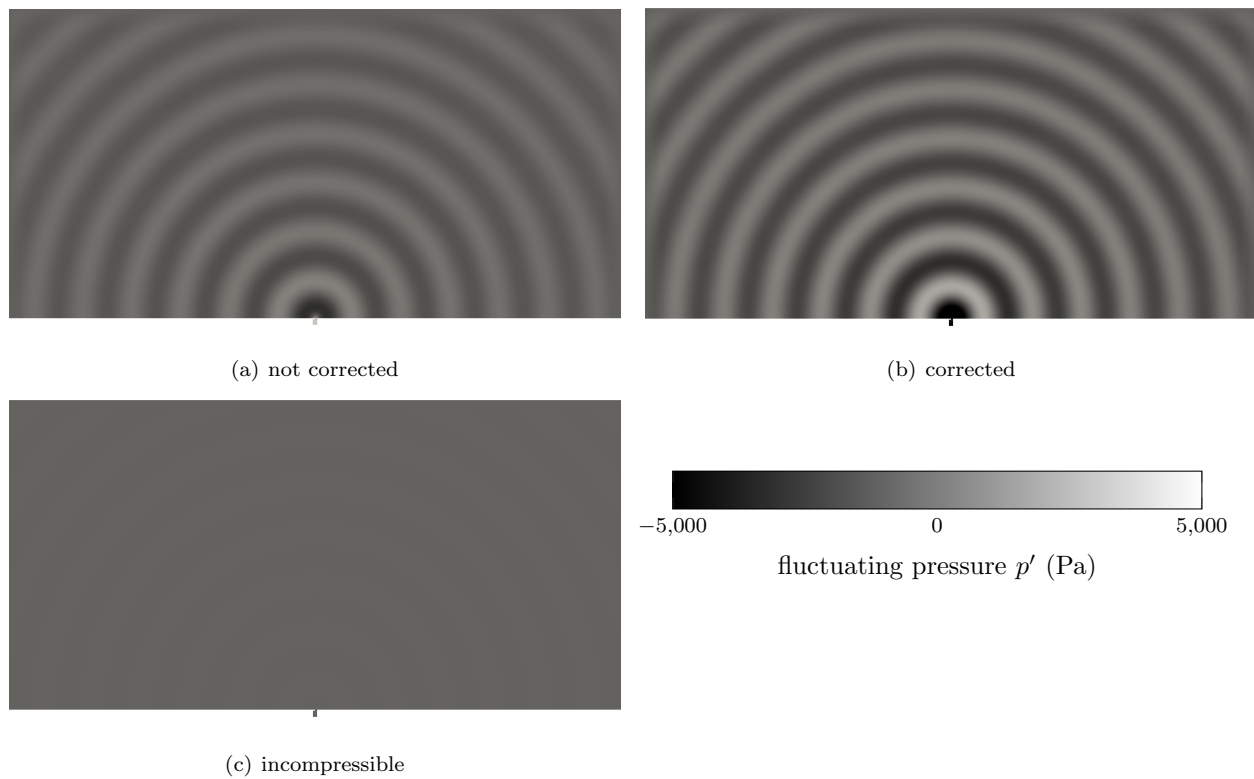 (a) not corrected
(b) corrected
−5,000 0 5,000
fluctuating pressure p′ (Pa)
(c) incompressible